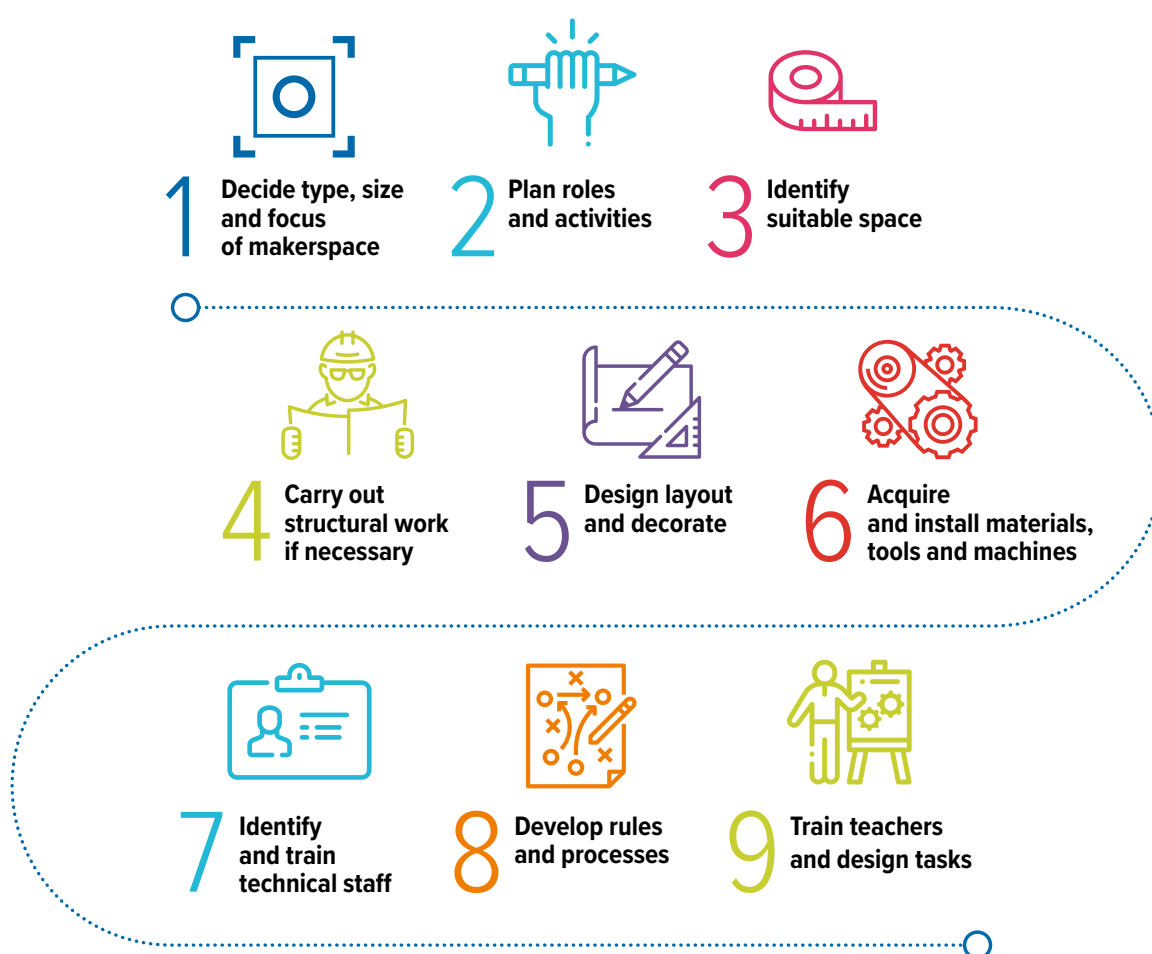 1 Decide type, size
and focus
of makerspace
2 Plan roles
and activities
3 Identify
suitable space
4 Carry out
structural work
if necessary
5 Design layout
and decorate
6 Acquire
and install materials,
tools and machines
7 Identify
and train
technical staff
8 Develop rules
and processes
9 Train teachers
and design tasks